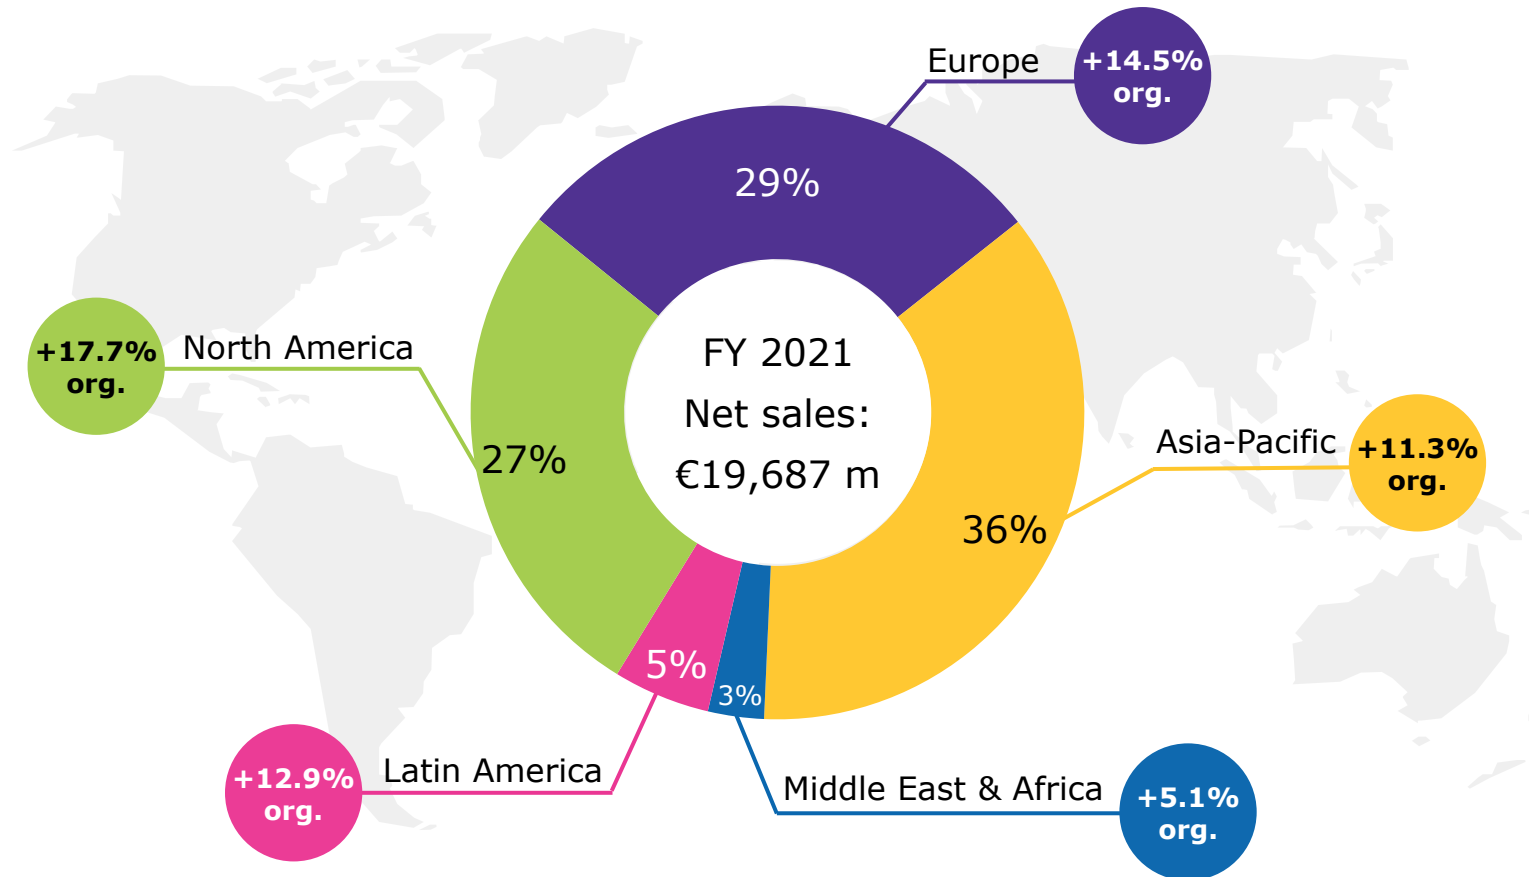 Europe
+14.5%
org.
29%
+17.7%
org.
North America
27%
FY 2021
Net sales:
€19,687 m
Asia-Pacific
+11.3%
org.
36%
5%
3%
+12.9%
org.
Latin America
Middle East & Africa
+5.1%
org.